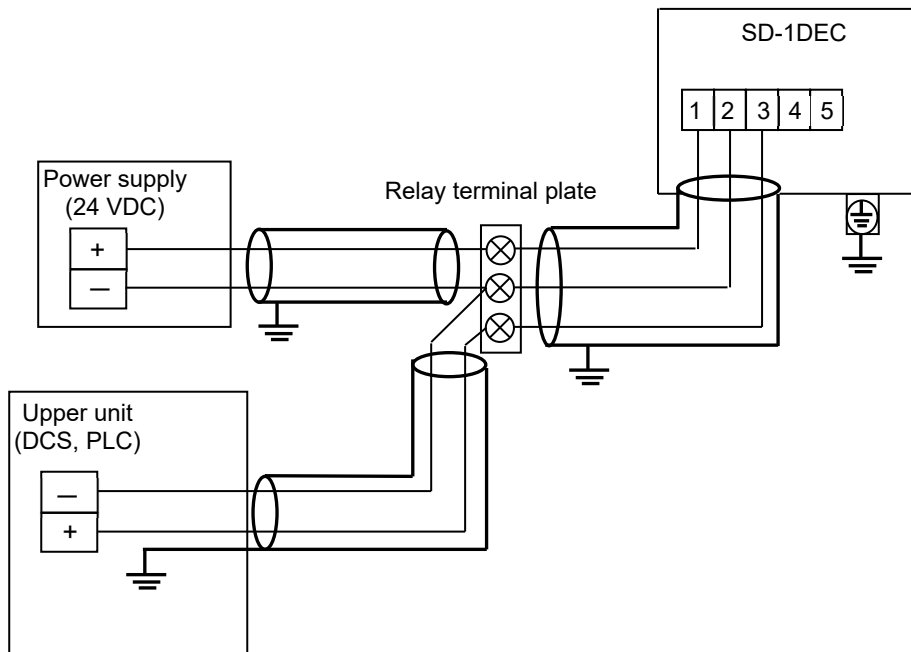 SD-1DEC
1 2 3 4 5
Power supply
(24 VDC)
+
—
Relay terminal plate
Upper unit
(DCS, PLC)
—
+